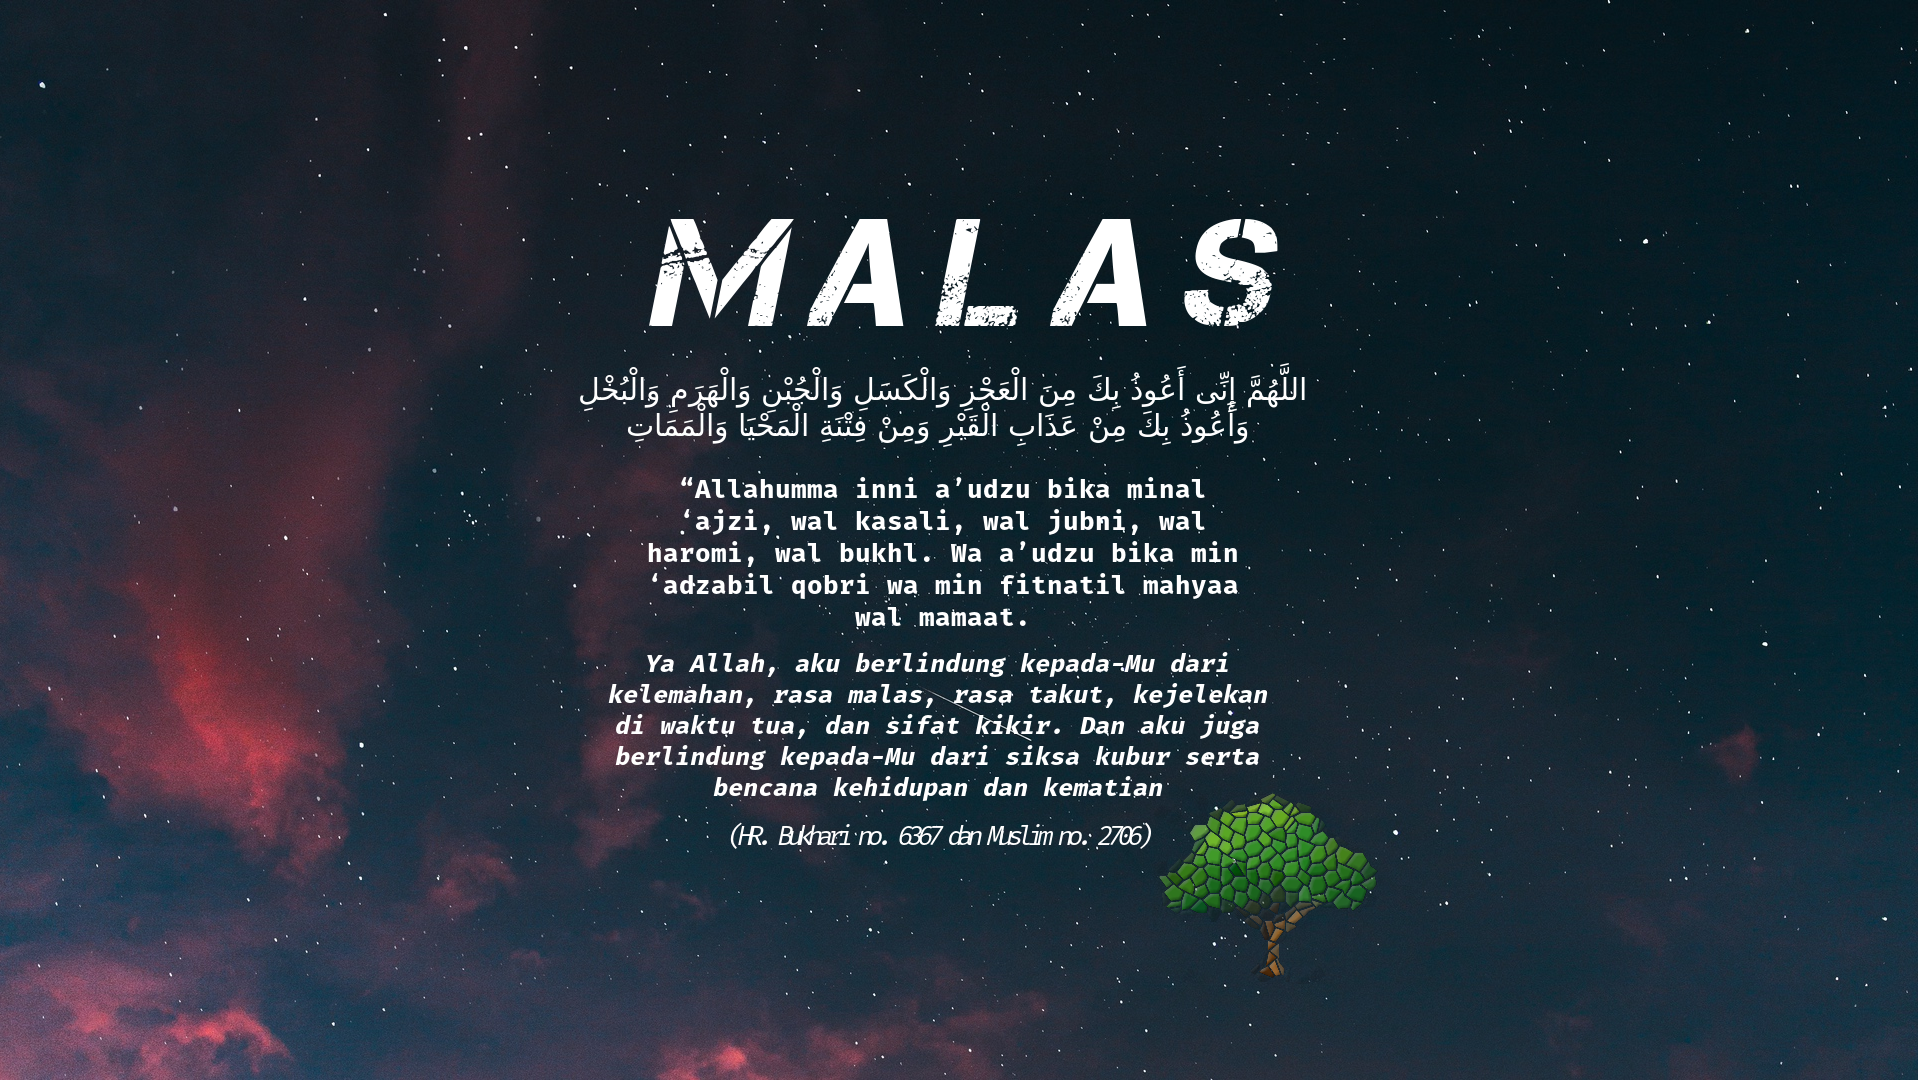 MALAS
اللَّهُمَّ إِنِّى أَعُوذُ بِكَ مِنَ الْعَجْزِ وَالْكَسَلِ وَالْجُبْنِ وَالْهَرَمِ وَالْبُخْلِ
وَأَعُوذُ بِكَ مِنْ عَذَابِ الْقَبْرِ وَمِنْ فِتْنَةِ الْمَحْيَا وَالْمَمَاتِ
“Allahumma inni a’udzu bika minal
‘ajzi, wal kasali, wal jubni, wal
haromi, wal bukhl. Wa a’udzu bika min
‘adzabil qobri wa min fitnatil mahyaa
wal mamaat.
Ya Allah, aku berlindung kepada-Mu dari
kelemahan, rasa malas, rasa takut, kejelekan
di waktu tua, dan sifat kikir. Dan aku juga
berlindung kepada-Mu dari siksa kubur serta
bencana kehidupan dan kematian
(HR. Bukhari no. 6367 dan Muslim no. 2706)